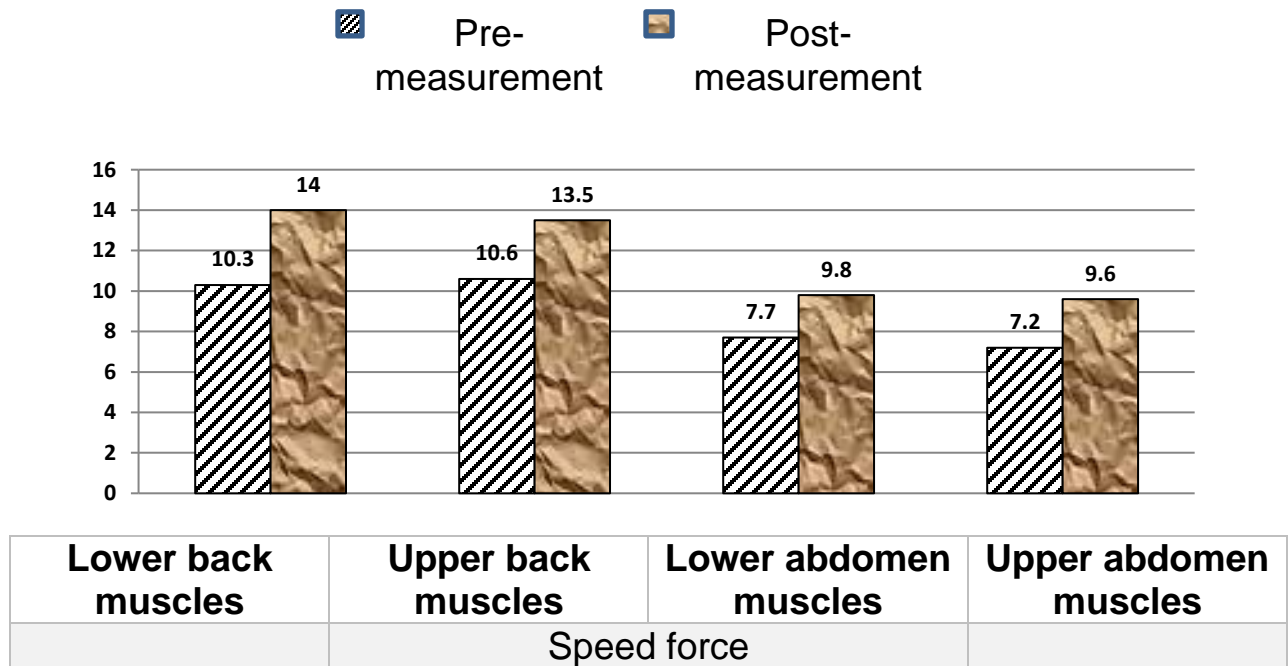 Pre-
measurement
Post-
measurement
16
14
12
10
8
6
4
2
0
10.3
14
10.6
13.5
7.7
9.8
7.2
9.6
Lower back
muscles
Upper back
muscles
Lower abdomen
muscles
Upper abdomen
muscles
Speed force